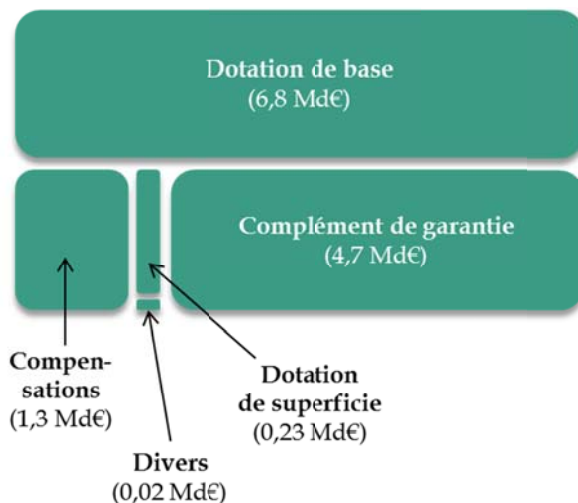 Dotation de base
(6,8 Md€)
Complément de garantie
(4,7 Md€)
Compen-
sations
(1,3 Md€)
Dotation
de superficie
(0,23 Md€)
Divers
(0,02 Md€)